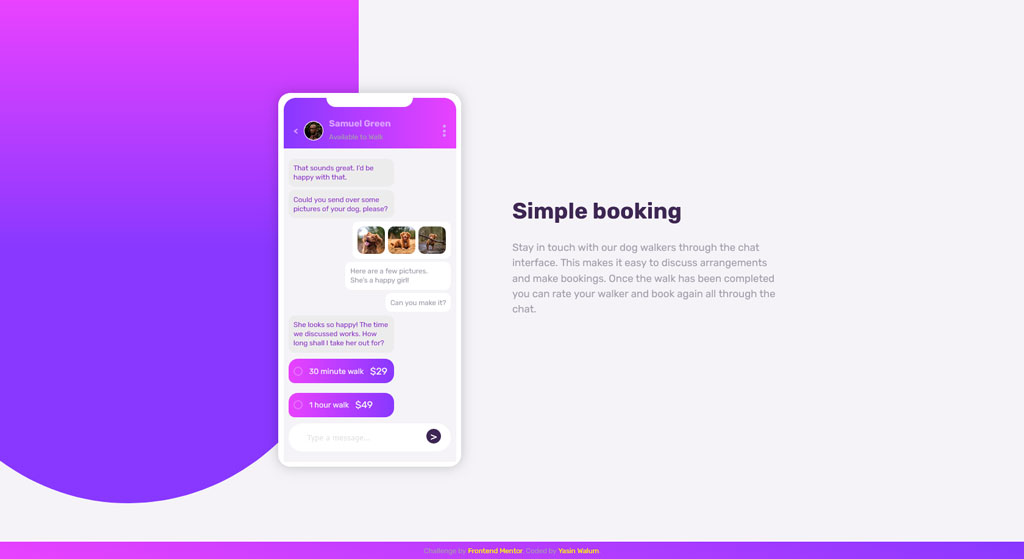 <
Samuel Green
Available to Walk
That sounds great. I'd be
happy with that.
Could you send over some
pictures of your dog, please?
Here are a few pictures.
She's a happy girl!
Can you make it?
She looks so happy! The time
we discussed works. How
long shall I take her out for?
30 minute walk $29
1 hour walk $49
Type a message...
>
Simple booking
Stay in touch with our dog walkers through the chat
interface. This makes it easy to discuss arrangements
and make bookings. Once the walk has been completed
you can rate your walker and book again all through the
chat.
Challenge by Frontend Mentor. Coded by Yasin Walum.